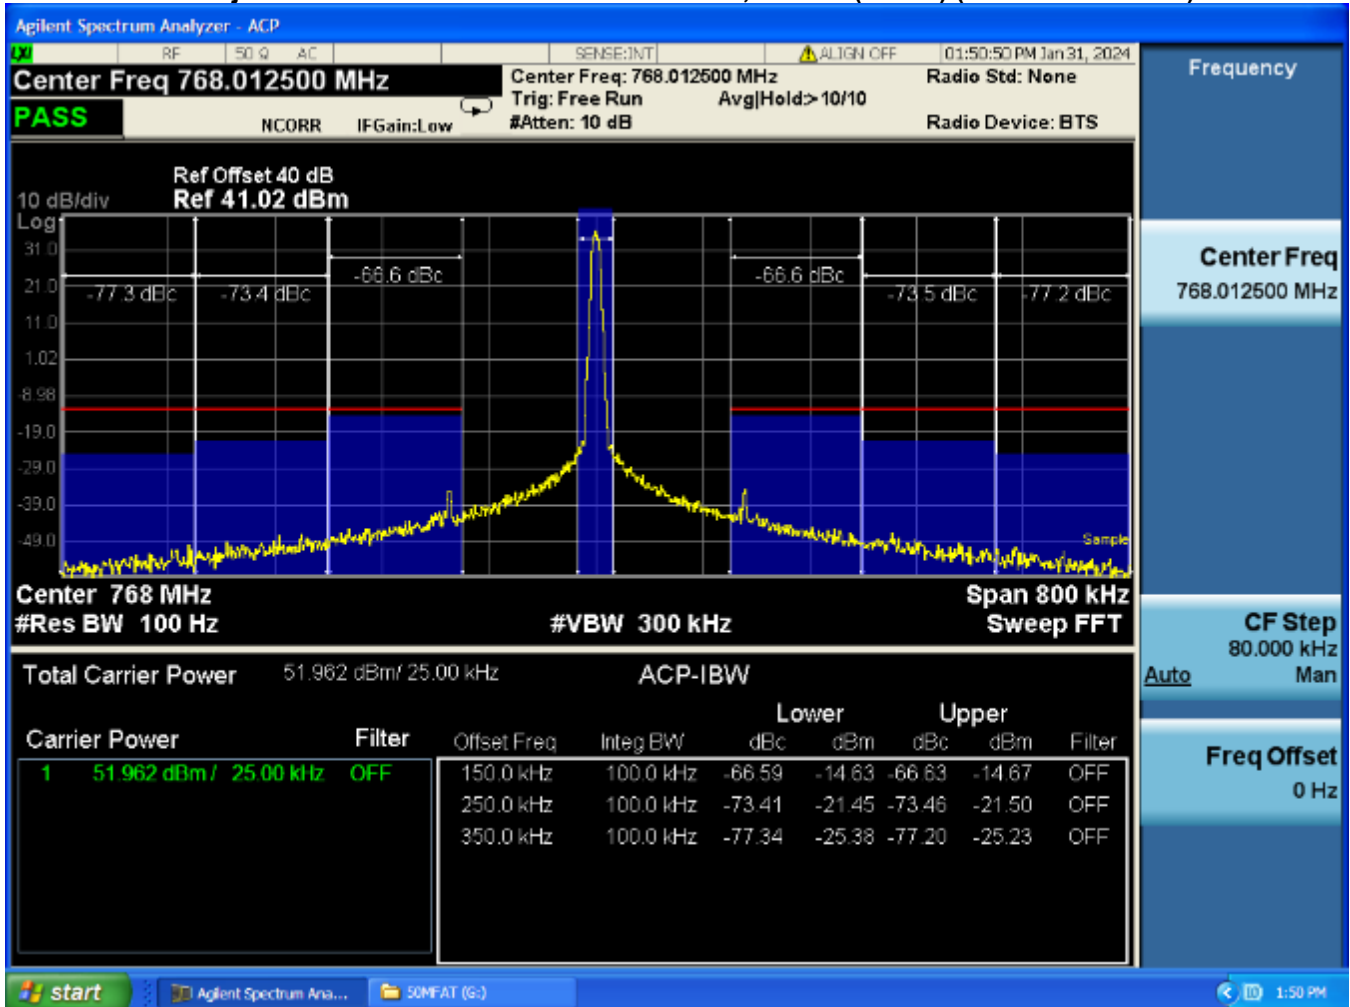 Agilent Spectrum Analyzer - ACP
LXI RF 50 Ω AC SENSE:INT ALIGN OFF 01:50:50 PM Jan 31, 2024
Center Freq 768.012500 MHz
Center Freq: 768.012500 MHz
Radio Std: None
Trig: Free Run Avg|Hold:>10/10
PASS NCORR IFGain:Low #Atten: 10 dB Radio Device: BTS
Ref Offset 40 dB
10 dB/div Ref 41.02 dBm
Log
31.0
21.0
11.0
1.02
-8.98
-19.0
-29.0
-39.0
-49.0
-77.3 dBc -73.4 dBc -66.6 dBc -66.6 dBc -73.5 dBc -77.2 dBc
Sample
Center 768 MHz Span 800 kHz
#Res BW 100 Hz #VBW 300 kHz Sweep FFT
Total Carrier Power 51.962 dBm/ 25.00 kHz ACP-IBW
Lower Upper
Carrier Power Filter Offset Freq Integ BW dBc dBm dBc dBm Filter
1 51.962 dBm / 25.00 kHz OFF 150.0 kHz 100.0 kHz -66.59 -14.63 -66.63 -14.67 OFF
250.0 kHz 100.0 kHz -73.41 -21.45 -73.46 -21.50 OFF
350.0 kHz 100.0 kHz -77.34 -25.38 -77.20 -25.23 OFF
Frequency
Center Freq
768.012500 MHz
CF Step
80.000 kHz
Auto Man
Freq Offset
0 Hz
start Agilent Spectrum Ana... 50MFAT (G:) 1:50 PM